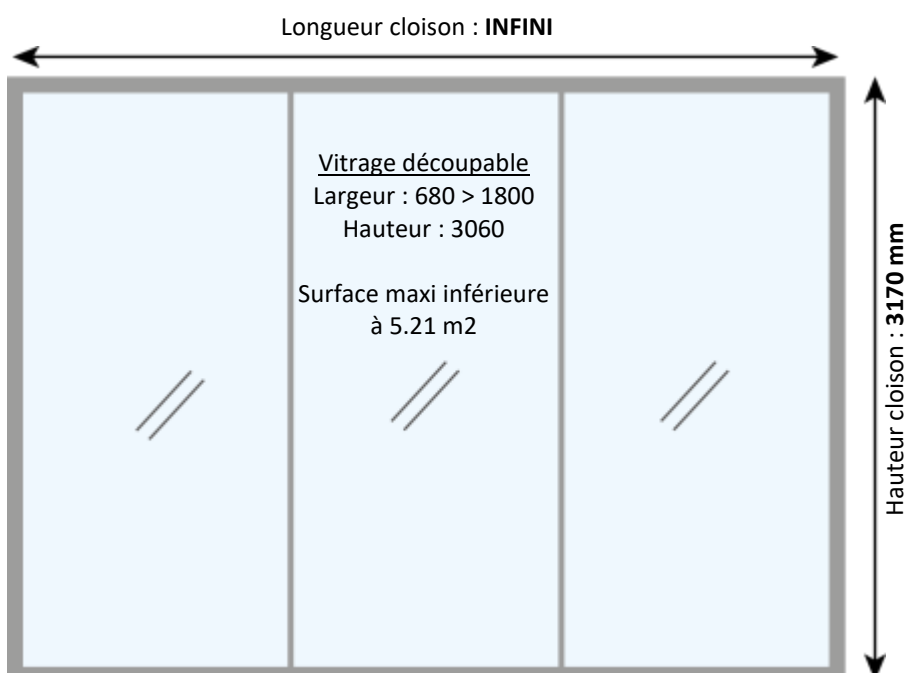 Longueur cloison : INFINI
Vitrage découpable
Largeur : 680 > 1800
Hauteur : 3060
Surface maxi inférieure
à 5.21 m2
Hauteur cloison : 3170 mm